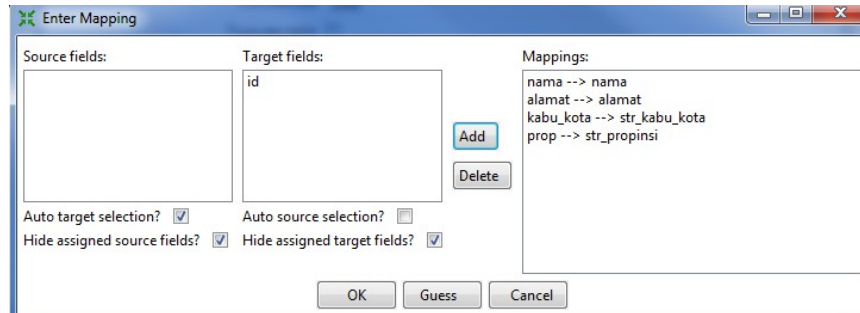 Enter Mapping
Source fields:
Target fields:
Mappings:
id
nama --> nama
alamat --> alamat
kabu_kota --> str_kabu_kota
prop --> str_propinsi
Add
Delete
Auto target selection?
Auto source selection?
Hide assigned source fields?
Hide assigned target fields?
OK
Guess
Cancel